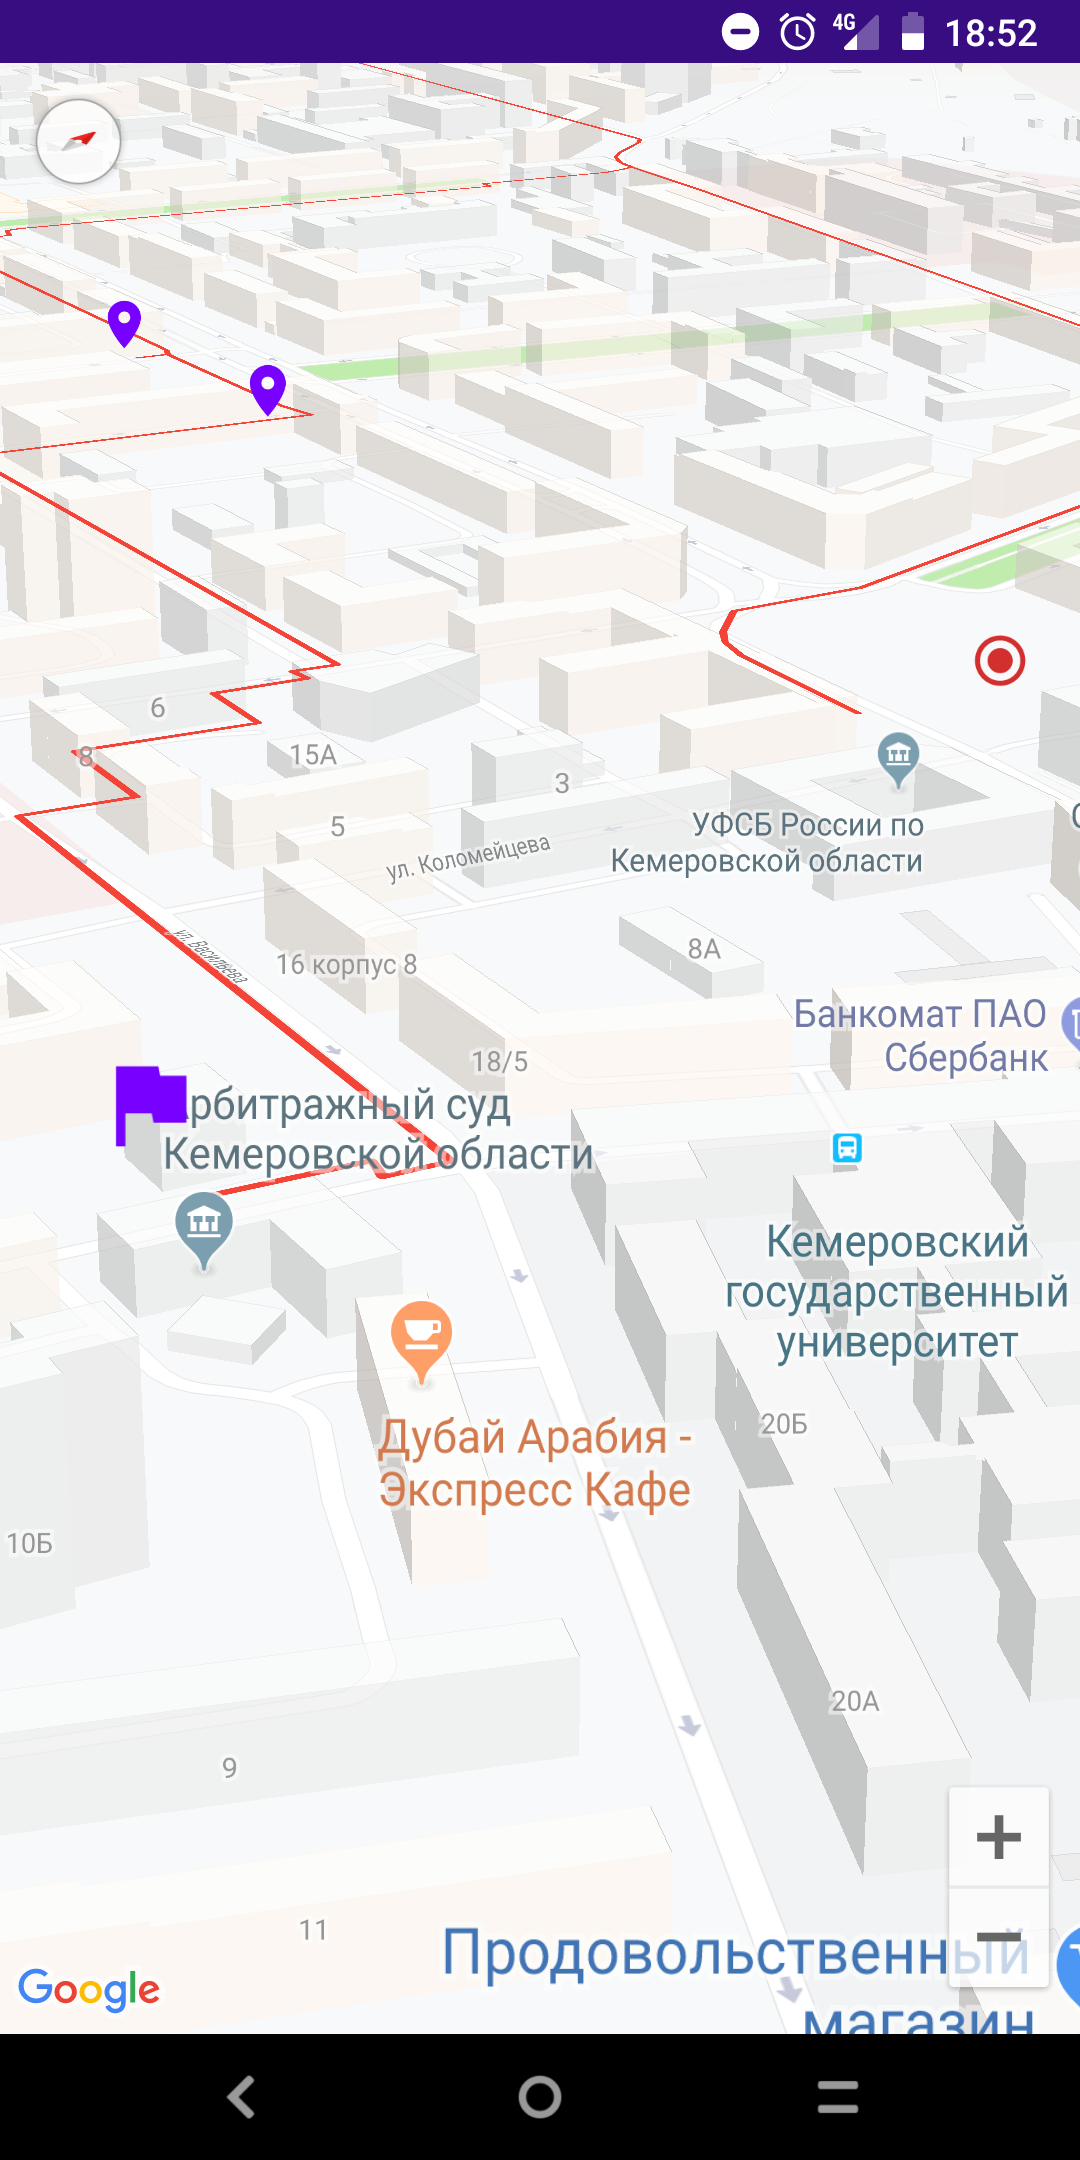 4G 18:52
6
8
15А
3
5
ул. Коломейцева
УФСБ России по
Кемеровской области
ул. Васильева
16 корпус 8
8А
18/5
Банкомат ПАО
Сбербанк
рбитражный суд
Кемеровской области
Кемеровский
государственный
университет
20Б
Дубай Арабия -
Экспресс Кафе
10Б
20А
9
11
Продовольственный
магазин
Google